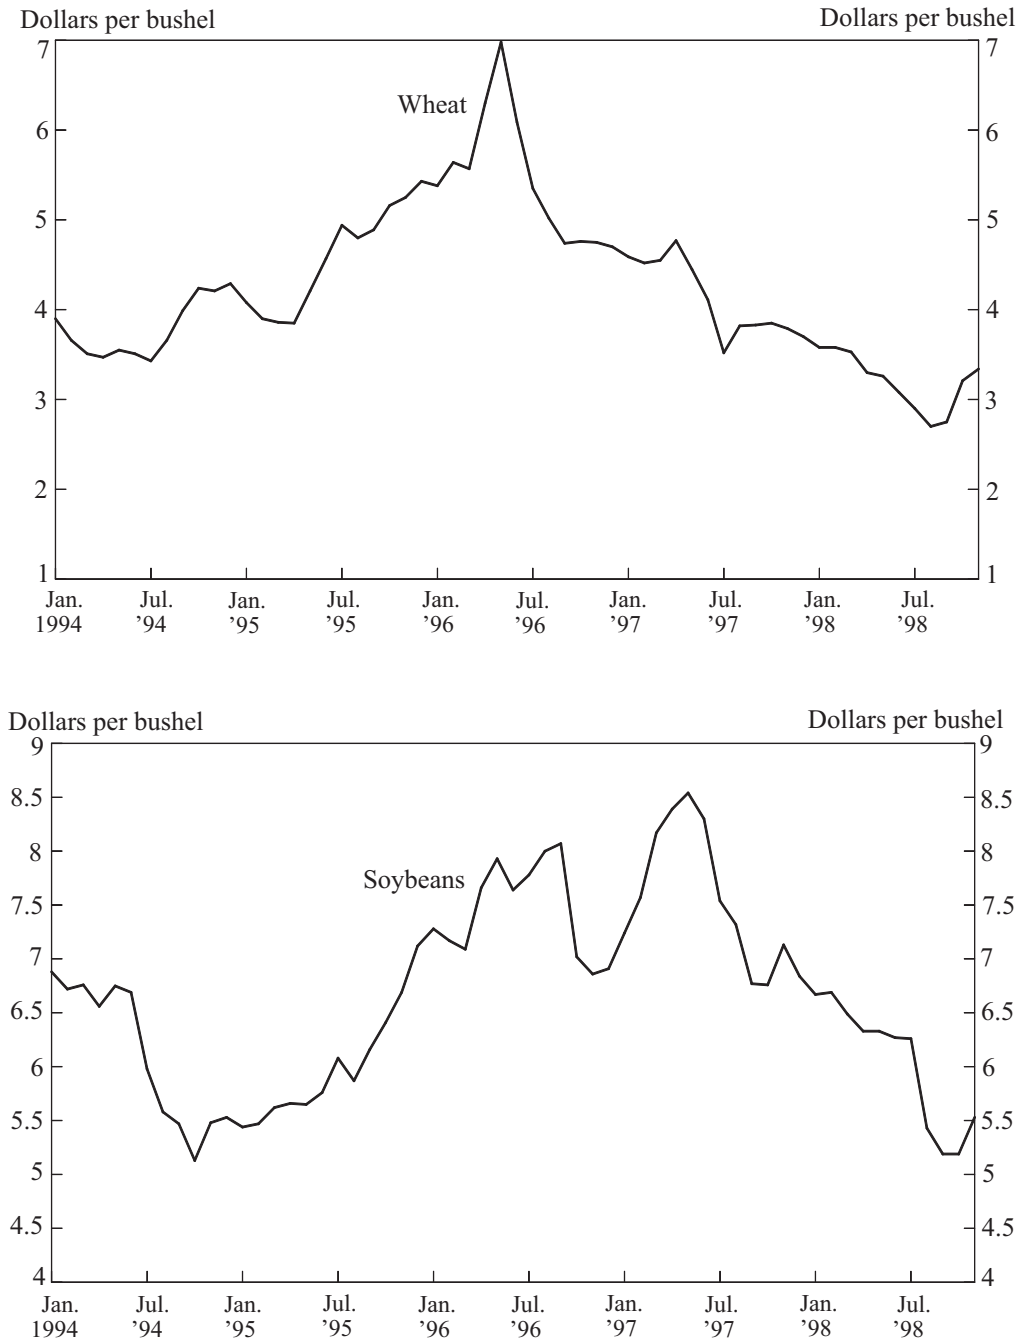 Dollars per bushel Dollars per bushel
7 7
Wheat
6 6
5 5
4 4
3 3
2 2
1 1
Jan. Jul. Jan. Jul. Jan. Jul. Jan. Jul. Jan. Jul.
1994 ’94 ’95 ’95 ’96 ’96 ’97 ’97 ’98 ’98
Dollars per bushel Dollars per bushel
9 9
8.5 8.5
8 8
Soybeans
7.5 7.5
7 7
6.5 6.5
6 6
5.5 5.5
5 5
4.5 4.5
4 4
Jan. Jul. Jan. Jul. Jan. Jul. Jan. Jul. Jan. Jul.
1994 ’94 ’95 ’95 ’96 ’96 ’97 ’97 ’98 ’98